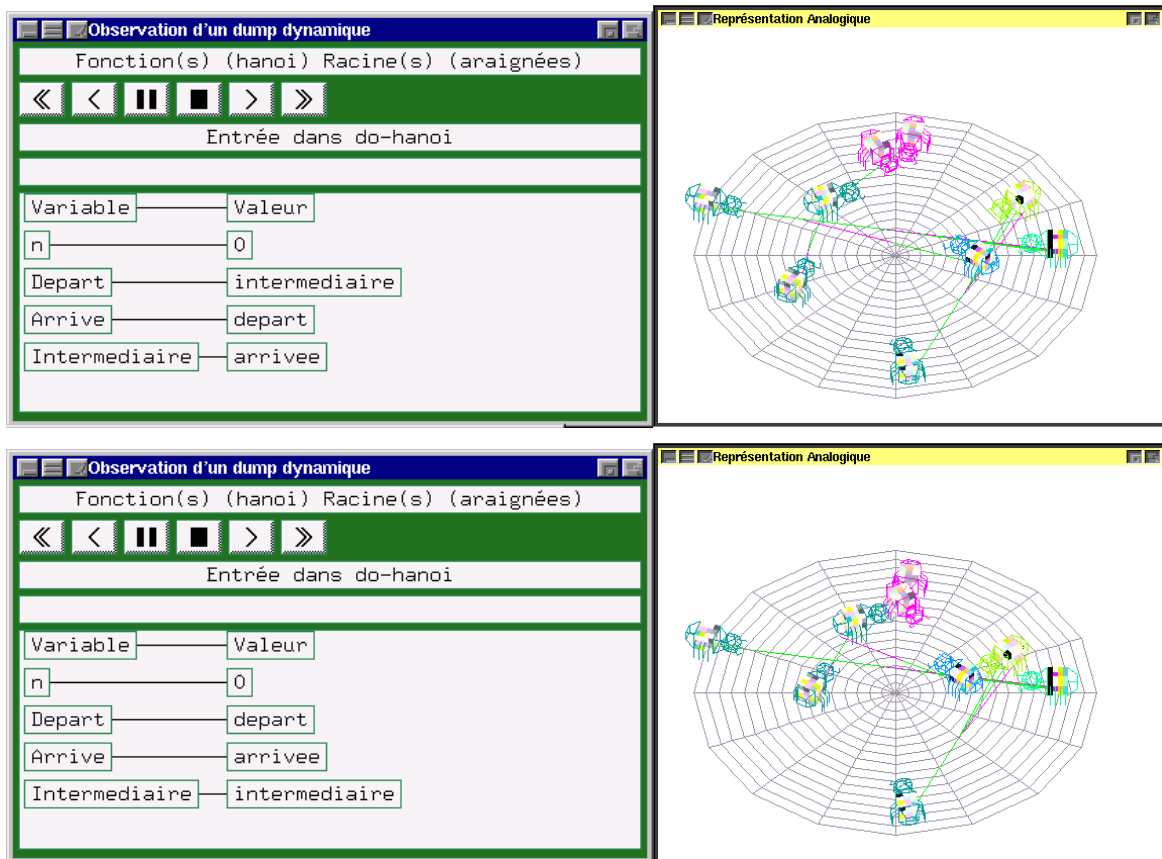 Observation d'un dump dynamique
Fonction(s) (hanoi) Racine(s) (araignées)
Entrée dans do-hanoi
Variable Valeur
n 0
Depart intermediaire
Arrive depart
Intermediaire arrivee
Représentation Analogique
Observation d'un dump dynamique
Fonction(s) (hanoi) Racine(s) (araignées)
Entrée dans do-hanoi
Variable Valeur
n 0
Depart depart
Arrive arrivee
Intermediaire intermediaire
Représentation Analogique